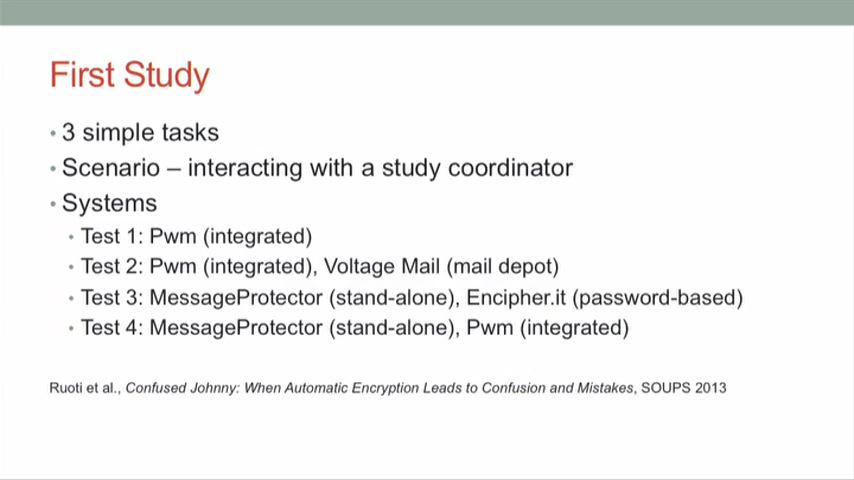 First Study
• 3 simple tasks
• Scenario – interacting with a study coordinator
• Systems
• Test 1: Pwm (integrated)
• Test 2: Pwm (integrated), Voltage Mail (mail depot)
• Test 3: MessageProtector (stand-alone), Encipher.it (password-based)
• Test 4: MessageProtector (stand-alone), Pwm (integrated)
Ruoti et al., Confused Johnny: When Automatic Encryption Leads to Confusion and Mistakes, SOUPS 2013